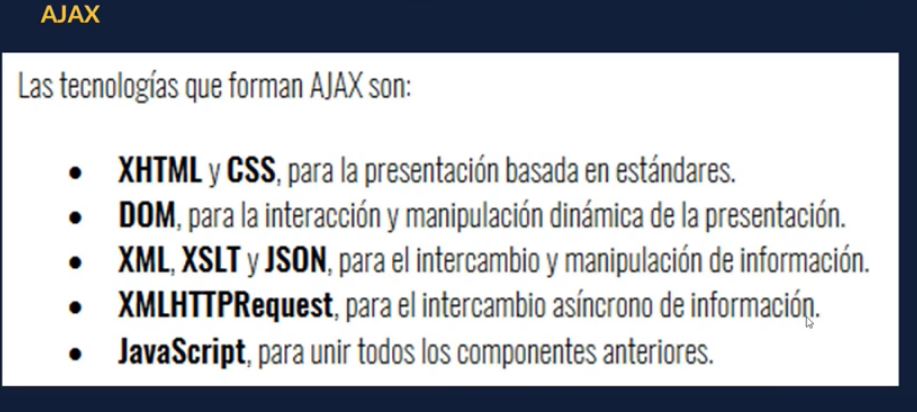 AJAX
Las tecnologías que forman AJAX son:
• XHTML y CSS, para la presentación basada en estándares.
• DOM, para la interacción y manipulación dinámica de la presentación.
• XML, XSLT y JSON, para el intercambio y manipulación de información.
• XMLHTTPRequest, para el intercambio asíncrono de información.
• JavaScript, para unir todos los componentes anteriores.